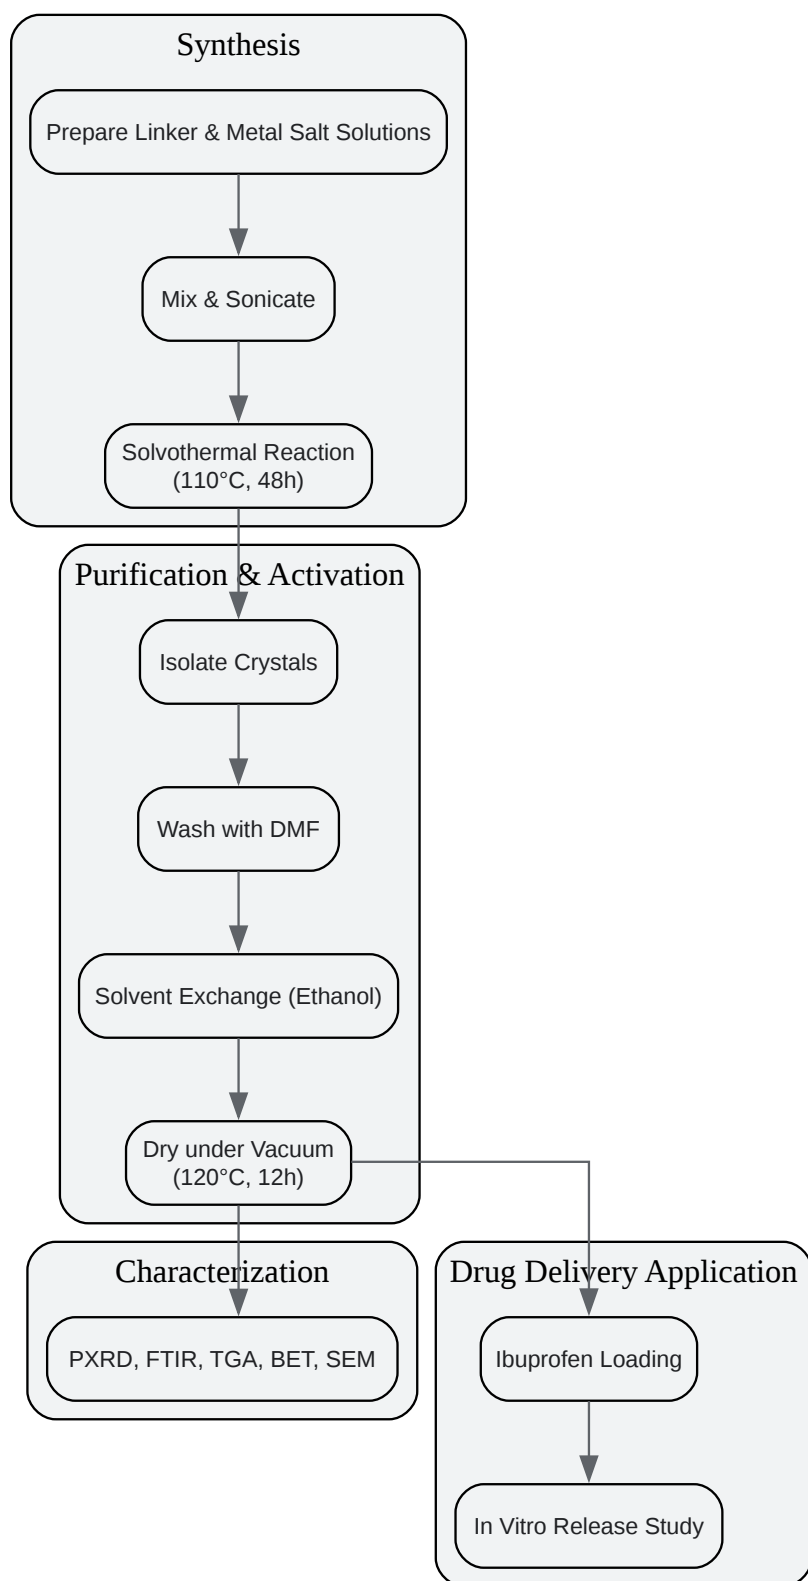 Synthesis
Prepare Linker & Metal Salt Solutions
Mix & Sonicate
Solvothermal Reaction
(110°C, 48h)
Purification & Activation
Isolate Crystals
Wash with DMF
Solvent Exchange (Ethanol)
Dry under Vacuum
(120°C, 12h)
Characterization
PXRD, FTIR, TGA, BET, SEM
Drug Delivery Application
Ibuprofen Loading
In Vitro Release Study